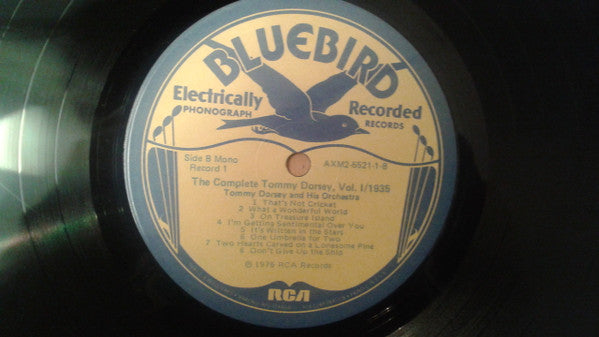 BLUEBIRD
Electrically Recorded
PHONOGRAPH RECORDS
Side B Mono
Record 1
AXM2-5521-1-B
The Complete Tommy Dorsey, Vol. I/1935
Tommy Dorsey and His Orchestra
1 That's Not Cricket
2 What a Wonderful World
3 On Treasure Island
4 I'm Getting Sentimental Over You
5 It's Written in the Stars
6 One Umbrella for Two
7 Two Hearts Carved on a Lonesome Pine
8 Don't Give Up the Ship
℗ 1976 RCA Records
RCA